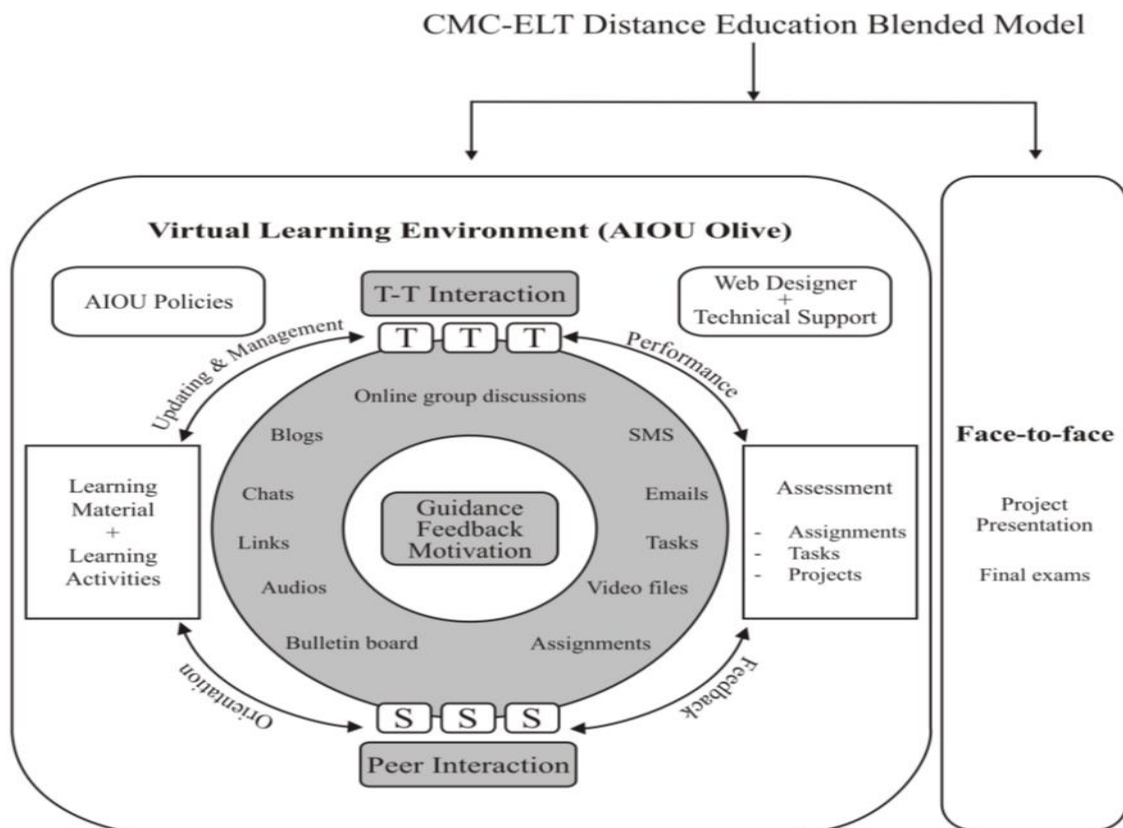 CMC-ELT Distance Education Blended Model
Virtual Learning Environment (AIOU Olive)
AIOU Policies
T-T Interaction
Web Designer
+
Technical Support
Updating & Management
T T T
Performance
Online group discussions
Blogs
SMS
Chats
Emails
Links
Tasks
Audios
Video files
Bulletin board
Assignments
Guidance
Feedback
Motivation
Learning
Material
+
Learning
Activities
Assessment
- Assignments
- Tasks
- Projects
Orientation
Feedback
S S S
Peer Interaction
Face-to-face
Project
Presentation
Final exams